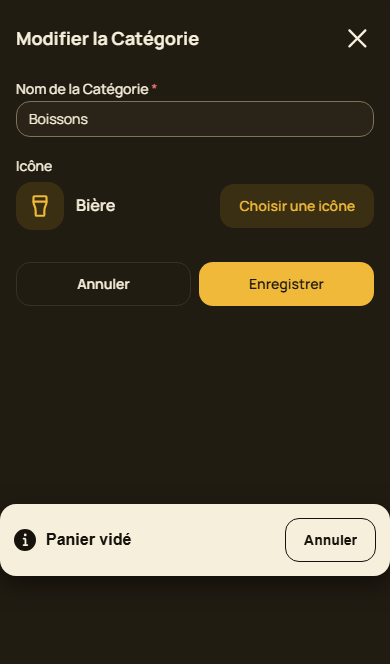 Modifier la Catégorie
Nom de la Catégorie *
Boissons
Icône
Bière
Choisir une icône
Annuler
Enregistrer
Panier vidé
Annuler